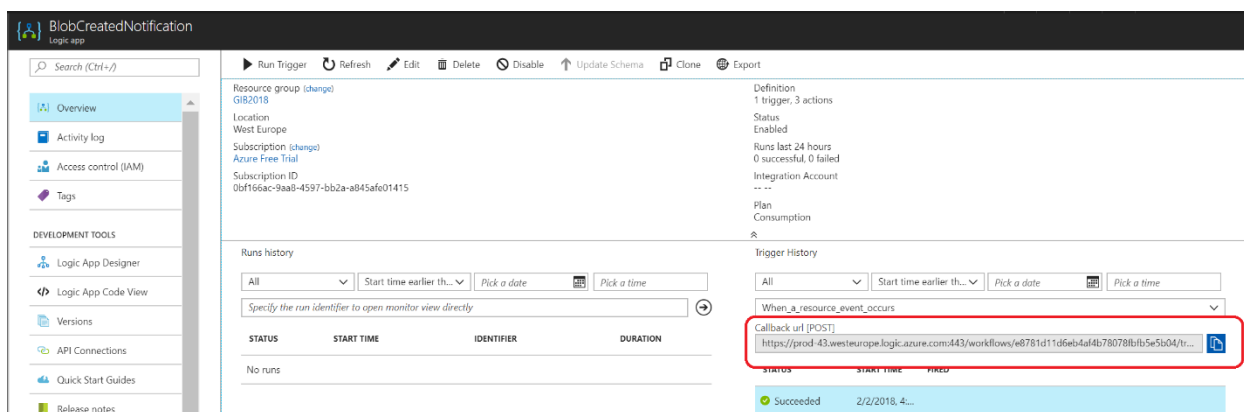 BlobCreatedNotification
Logic app
Search (Ctrl+/)
Run Trigger Refresh Edit Delete Disable Update Schema Clone Export
Overview
Activity log
Access control (IAM)
Tags
DEVELOPMENT TOOLS
Logic App Designer
Logic App Code View
Versions
API Connections
Quick Start Guides
Release notes
Resource group (change)
GIB2018
Location
West Europe
Subscription (change)
Azure Free Trial
Subscription ID
0bf166ac-9aa8-4597-bb2a-a845afe01415
Definition
1 trigger, 3 actions
Status
Enabled
Runs last 24 hours
0 successful, 0 failed
Integration Account
-- --
Plan
Consumption
Runs history
All Start time earlier th... Pick a date Pick a time
Specify the run identifier to open monitor view directly
STATUS START TIME IDENTIFIER DURATION
No runs
Trigger History
All Start time earlier th... Pick a date Pick a time
When_a_resource_event_occurs
Callback url [POST]
https://prod-43.westeurope.logic.azure.com:443/workflows/e8781d11d6eb4af4b78078fbfb5e5b04/tr...
STATUS START TIME FIRED
Succeeded 2/2/2018, 4:...